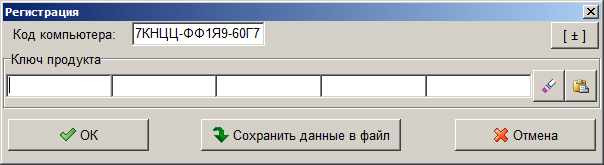 Регистрация
Код компьютера: 7КНЦЦ-ФФ1Я9-60Г7 [ ± ]
Ключ продукта
OK Сохранить данные в файл Отмена